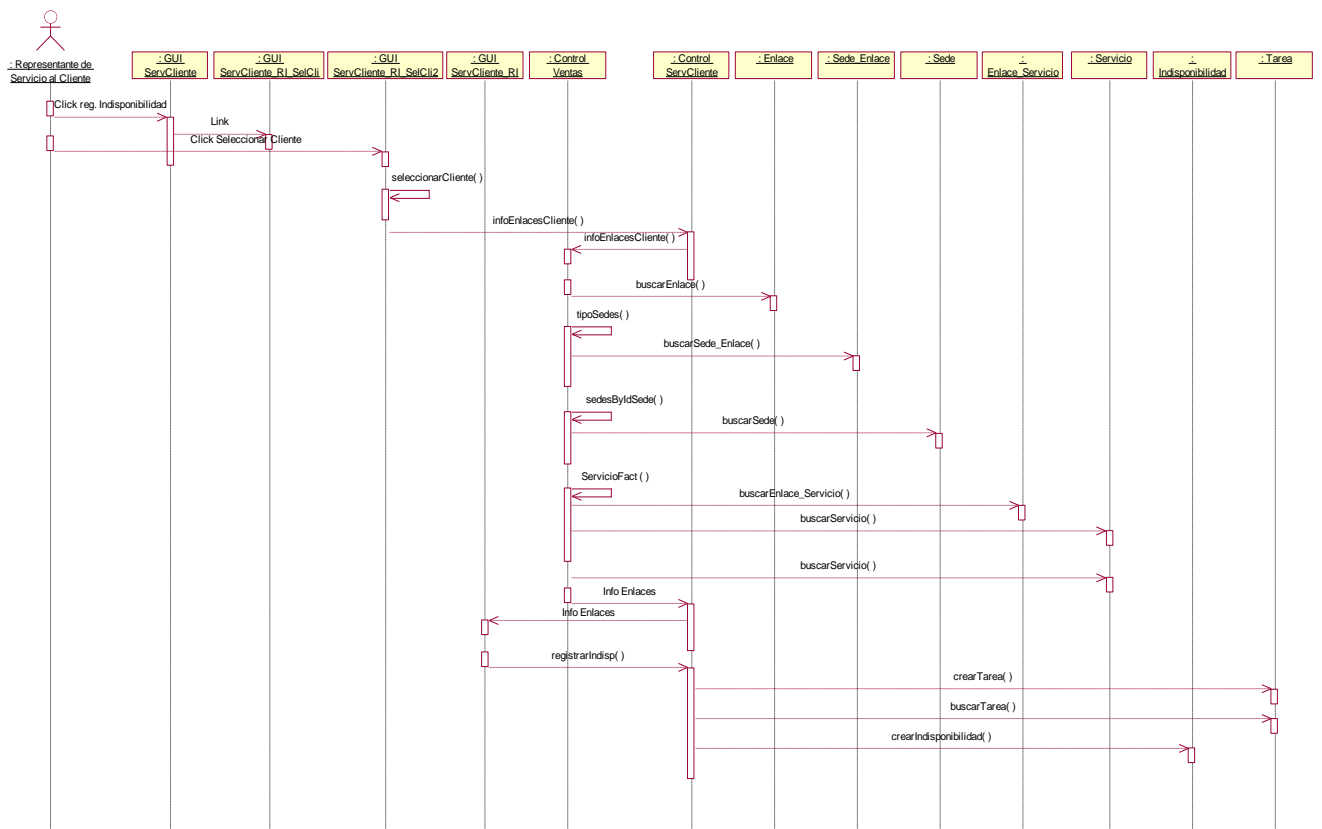 : Representante de
Servicio al Cliente
: GUI
ServCliente
: GUI
ServCliente_RI_SelCli
: GUI
ServCliente_RI_SelCli2
: GUI
ServCliente_RI
: Control
Ventas
: Control
ServCliente
: Enlace
: Sede_Enlace
: Sede
:
Enlace_Servicio
: Servicio
:
Indisponibilidad
: Tarea
Click reg. Indisponibilidad
Link
Click Seleccionar Cliente
seleccionarCliente( )
infoEnlacesCliente( )
infoEnlacesCliente( )
buscarEnlace( )
tipoSedes( )
buscarSede_Enlace( )
sedesByIdSede( )
buscarSede( )
ServicioFact ( )
buscarEnlace_Servicio( )
buscarServicio( )
buscarServicio( )
Info Enlaces
Info Enlaces
registrarIndisp( )
crearTarea( )
buscarTarea( )
crearIndisponibilidad( )